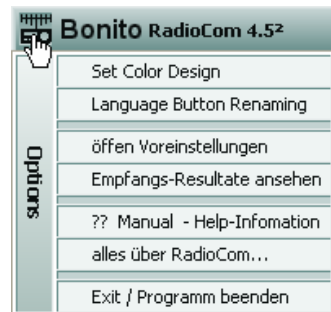 Bonito RadioCom 4.5²
Options
Set Color Design
Language Button Renaming
öffen Voreinstellungen
Empfangs-Resultate ansehen
?? Manual - Help-Infomation
alles über RadioCom...
Exit / Programm beenden